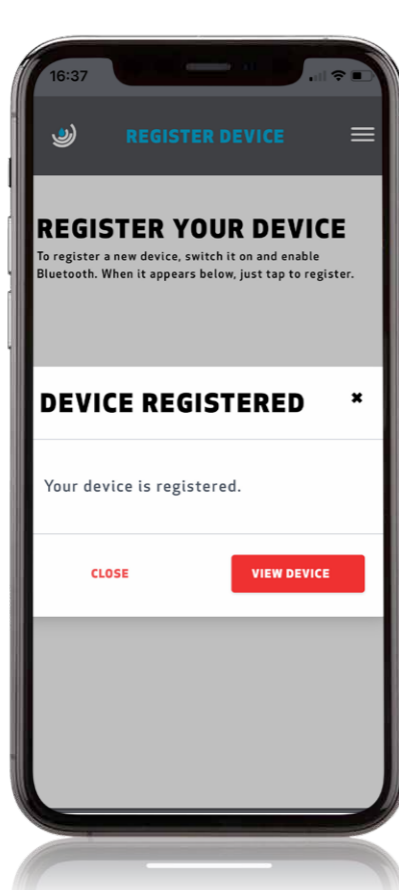 16:37
REGISTER DEVICE
REGISTER YOUR DEVICE
To register a new device, switch it on and enable
Bluetooth. When it appears below, just tap to register.
DEVICE REGISTERED ✖
Your device is registered.
CLOSE VIEW DEVICE